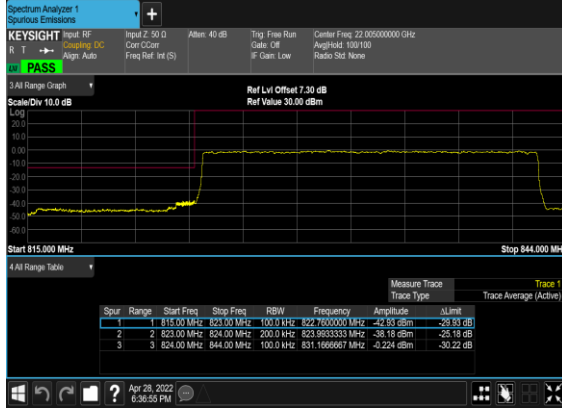 Spectrum Analyzer 1
Spurious Emissions
+
KEYSIGHT Input: RF Input Z: 50 Ω Atten: 40 dB Trig: Free Run Center Freq: 22.005000000 GHz
R T Coupling: DC Corr CCorr Gate: Off Avg|Hold: 100/100
Align: Auto Freq Ref: Int (S) IF Gain: Low Radio Std: None
PASS
3 All Range Graph
Ref Lvl Offset 7.30 dB
Scale/Div 10.0 dB Ref Value 30.00 dBm
Log
20.0
10.0
0.00
-10.0
-20.0
-30.0
-40.0
-50.0
-60.0
Start 815.000 MHz Stop 844.000 MH
4 All Range Table
Measure Trace Trace 1
Trace Type Trace Average (Active)
Spur Range Start Freq Stop Freq RBW Frequency Amplitude ΔLimit
1 1 815.00 MHz 823.00 MHz 100.0 kHz 822.7600000 MHz -42.93 dBm -29.93 dB
2 2 823.00 MHz 824.00 MHz 200.0 kHz 823.9933333 MHz -38.18 dBm -25.18 dB
3 3 824.00 MHz 844.00 MHz 100.0 kHz 831.1666667 MHz -0.224 dBm -30.22 dB
? Apr 28, 2022
6:36:55 PM